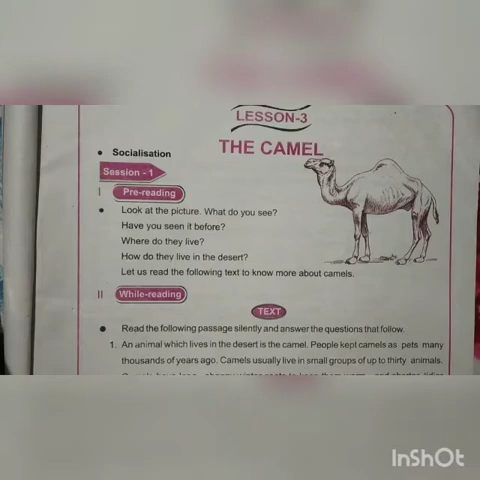 LESSON-3
THE CAMEL
• Socialisation
Session - 1
I Pre-reading
• Look at the picture. What do you see?
Have you seen it before?
Where do they live?
How do they live in the desert?
Let us read the following text to know more about camels.
II While-reading
TEXT
• Read the following passage silently and answer the questions that follow.
1. An animal which lives in the desert is the camel. People kept camels as pets many
thousands of years ago. Camels usually live in small groups of up to thirty animals.
InShOt